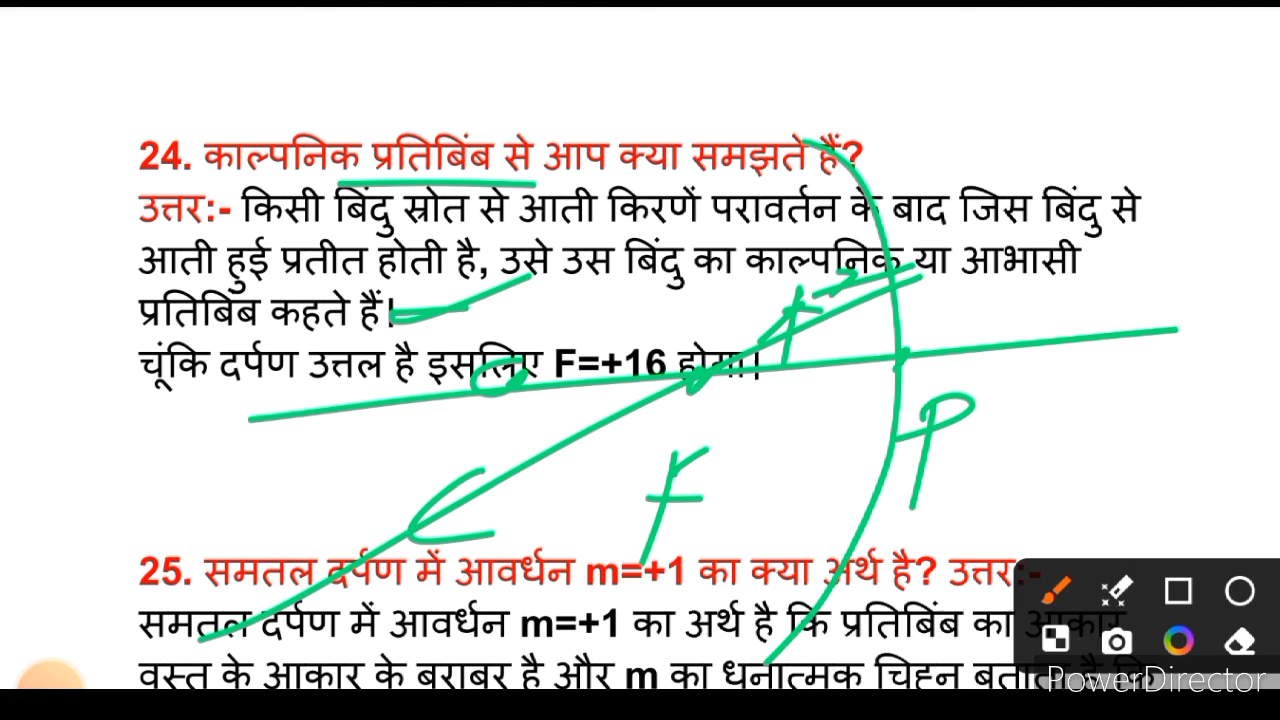 24. काल्पनिक प्रतिबिंब से आप क्या समझते हैं?
उत्तर:- किसी बिंदु स्रोत से आती किरणें परावर्तन के बाद जिस बिंदु से
आती हुई प्रतीत होती है, उसे उस बिंदु का काल्पनिक या आभासी
प्रतिबिंब कहते हैं।
चूंकि दर्पण उत्तल है इसलिए F=+16 होगा।
C
F
P
25. समतल दर्पण में आवर्धन m=+1 का क्या अर्थ है? उत्तर:-
समतल दर्पण में आवर्धन m=+1 का अर्थ है कि प्रतिबिंब का आकार
वस्त के आकार के बराबर है और m का धनात्मक चिह्न बताता है कि
PowerDirector